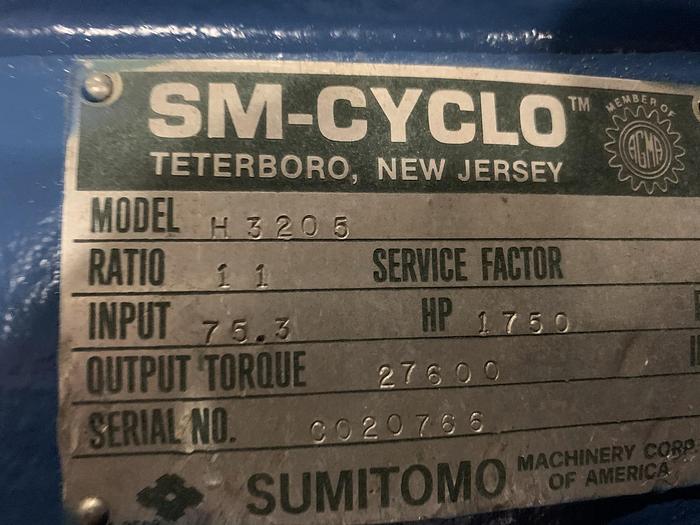 SM-CYCLO™
MEMBER OF
AGMA
TETERBORO, NEW JERSEY
MODEL H3205
RATIO 11 SERVICE FACTOR
INPUT 75.3 HP 1750
OUTPUT TORQUE 27600
SERIAL NO. C020766
SUMITOMO MACHINERY CORP.
OF AMERICA